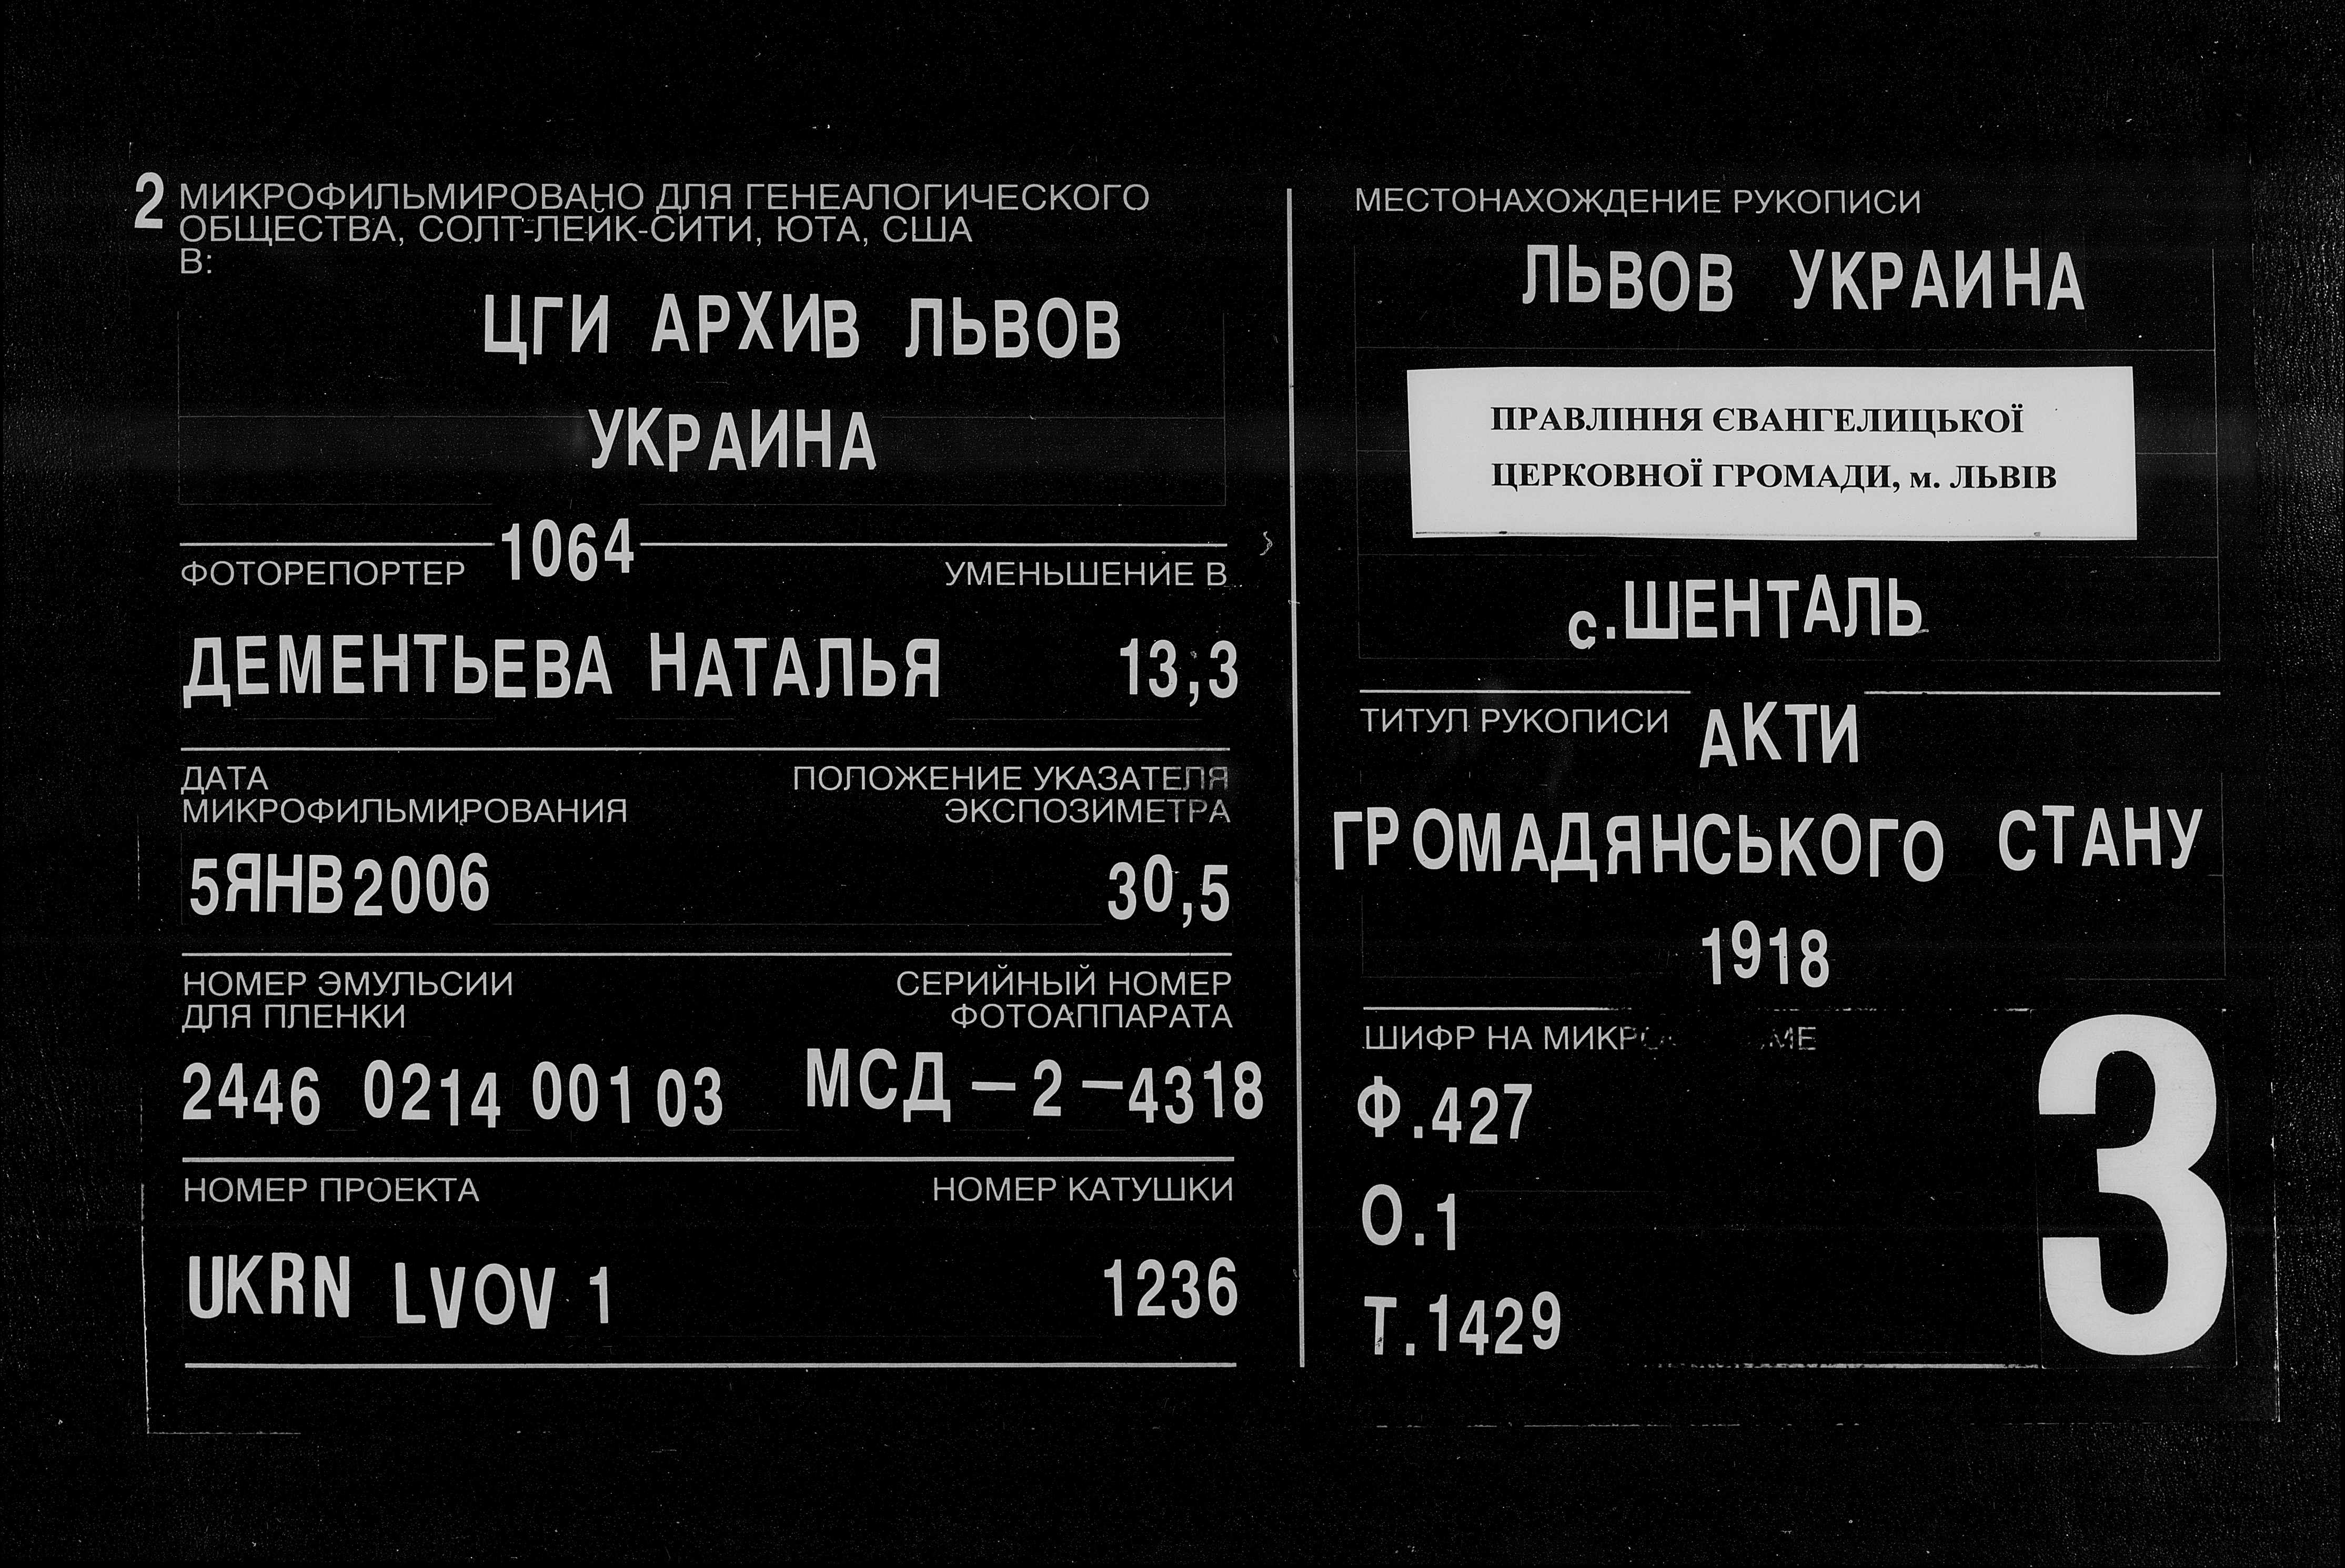 2 МИКРОФИЛЬМИРОВАНО ДЛЯ ГЕНЕАЛОГИЧЕСКОГО
ОБЩЕСТВА, СОЛТ-ЛЕЙК-СИТИ, ЮТА, США
В:
ЦГИ АРХИВ ЛЬВОВ
УКРАИНА
ФОТОРЕПОРТЕР 1064 УМЕНЬШЕНИЕ В
ДЕМЕНТЬЕВА НАТАЛЬЯ 13,3
ДАТА ПОЛОЖЕНИЕ УКАЗАТЕЛЯ
МИКРОФИЛЬМИРОВАНИЯ ЭКСПОЗИМЕТРА
5ЯНВ2006 30,5
НОМЕР ЭМУЛЬСИИ СЕРИЙНЫЙ НОМЕР
ДЛЯ ПЛЕНКИ ФОТОАППАРАТА
2446 0214 001 03 МСД-2-4318
НОМЕР ПРОЕКТА НОМЕР КАТУШКИ
UKRN LVOV 1 1236
МЕСТОНАХОЖДЕНИЕ РУКОПИСИ
ЛЬВОВ УКРАИНА
ПРАВЛІННЯ ЄВАНГЕЛИЦЬКОЇ
ЦЕРКОВНОЇ ГРОМАДИ, м. ЛЬВІВ
с.ШЕНТАЛЬ
ТИТУЛ РУКОПИСИ АКТИ
ГРОМАДЯНСЬКОГО СТАНУ
1918
ШИФР НА
Ф.427
О.1
Т.1429
3